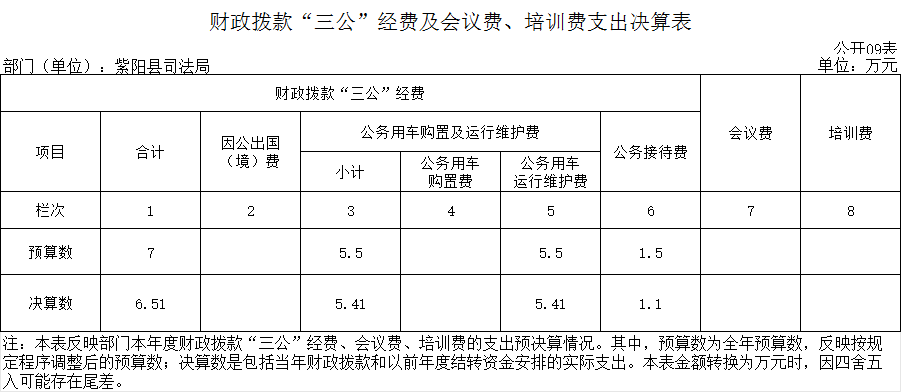 财政拨款“三公”经费及会议费、培训费支出决算表
公开09表
部门（单位）：紫阳县司法局 单位：万元
财政拨款“三公”经费
项目 合计 因公出国（境）费 公务用车购置及运行维护费 公务接待费 会议费 培训费
小计 公务用车购置费 公务用车运行维护费
栏次 1 2 3 4 5 6 7 8
预算数 7 5.5 5.5 1.5
决算数 6.51 5.41 5.41 1.1
注：本表反映部门本年度财政拨款“三公”经费、会议费、培训费的支出预决算情况。其中，预算数为全年预算数，反映按规
定程序调整后的预算数；决算数是包括当年财政拨款和以前年度结转资金安排的实际支出。本表金额转换为万元时，因四舍五
入可能存在尾差。